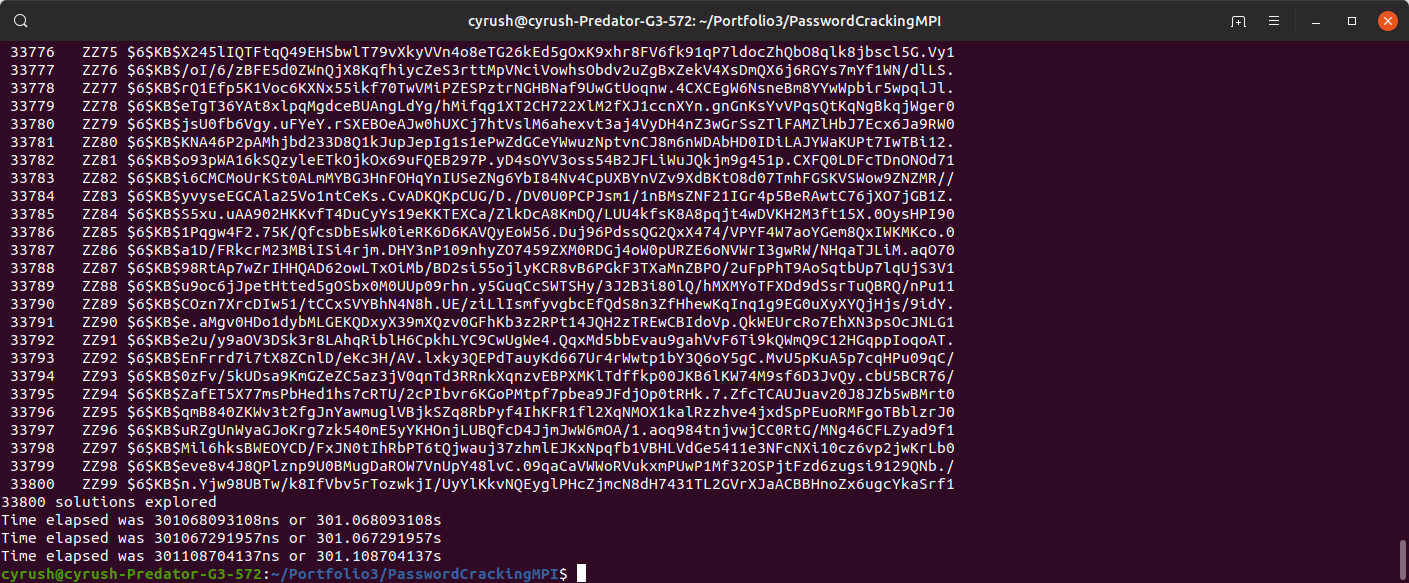 cyrush@cyrush-Predator-G3-572: ~/Portfolio3/PasswordCrackingMPI
33776 ZZ75 $6$KB$X245lIQTFtqQ49EHSbwlT79vXkyVVn4o8eTG26kEd5gOxK9xhr8FV6fk91qP7ldocZhQbO8qlk8jbscl5G.Vy1
33777 ZZ76 $6$KB$/oI/6/zBFE5d0ZWnQjX8KqfhiycZeS3rttMpVNciVowhsObdv2uZgBxZekV4XsDmQX6j6RGYs7mYf1WN/dlLS.
33778 ZZ77 $6$KB$rQ1Efp5K1Voc6KXNx55ikf70TwVMiPZESPztrNGHBNaf9UwGtUoqnw.4CXCEgW6NsneBm8YYwWpbir5wpqlJl.
33779 ZZ78 $6$KB$eTgT36YAt8xlpqMgdceBUAngLdYg/hMifqg1XT2CH722XlM2fXJ1ccnXYn.gnGnKsYvVPqsQtKqNgBkqjWger0
33780 ZZ79 $6$KB$jsU0fb6Vgy.uFYeY.rSXEBOeAJw0hUXCj7htVslM6ahexvt3aj4VyDH4nZ3wGrSsZTlFAMZlHbJ7Ecx6Ja9RW0
33781 ZZ80 $6$KB$KNA46P2pAMhjbd233D8Q1kJupJepIg1s1ePwZdGCeYWwuzNptvnCJ8m6nWDAbHD0IDiLAJYWaKUPt7IwTBi12.
33782 ZZ81 $6$KB$o93pWA16kSQzyleETkOjkOx69uFQEB297P.yD4sOYV3oss54B2JFLiWuJQkjm9g451p.CXFQ0LDFcTDnONOd71
33783 ZZ82 $6$KB$i6CMCMoUrKSt0ALmMYBG3HnFOHqYnIUSeZNg6YbI84Nv4CpUXBYnVZv9XdBKtO8d07TmhFGSKVSWow9ZNZMR//
33784 ZZ83 $6$KB$yvyseEGCAla25Vo1ntCeKs.CvADKQKpCUG/D./DV0U0PCPJsm1/1nBMsZNF21IGr4p5BeRAwtC76jXO7jGB1Z.
33785 ZZ84 $6$KB$S5xu.uAA902HKKvfT4DuCyYs19eKKTEXCa/ZlkDcA8KmDQ/LUU4kfsK8A8pqjt4wDVKH2M3ft15X.0OysHPI90
33786 ZZ85 $6$KB$1Pqgw4F2.75K/QfcsDbEsWk0ieRK6D6KAVQyEoW56.Duj96PdssQG2QxX474/VPYF4W7aoYGem8QxIWKMKco.0
33787 ZZ86 $6$KB$a1D/FRkcrM23MBiISi4rjm.DHY3nP109nhyZO7459ZXM0RDGj4oW0pURZE6oNVWrI3gwRW/NHqaTJLiM.aqO70
33788 ZZ87 $6$KB$98RtAp7wZrIHHQAD62owLTxOiMb/BD2si55ojlyKCR8vB6PGkF3TXaMnZBPO/2uFpPhT9AoSqtbUp7lqUjS3V1
33789 ZZ88 $6$KB$u9oc6jJpetHtted5gOSbx0M0UUp09rhn.y5GuqCcSWTSHy/3J2B3i80lQ/hMXMYoTFXDd9dSsrTuQBRQ/nPu11
33790 ZZ89 $6$KB$COzn7XrcDIw51/tCCxSVYBhN4N8h.UE/ziLlIsmfyvgbcEfQdS8n3ZfHhewKqInq1g9EG0uXyXYQjHjs/9idY.
33791 ZZ90 $6$KB$e.aMgv0HDo1dybMLGEKQDxyX39mXQzv0GFhKb3z2RPt14JQH2zTREwCBIdoVp.QkWEUrcRo7EhXN3psOcJNLG1
33792 ZZ91 $6$KB$e2u/y9aOV3DSk3r8LAhqRiblH6CpkhLYC9CwUgWe4.QqxMd5bbEvau9gahVvF6Ti9kQWmQ9C12HGqppIoqoAT.
33793 ZZ92 $6$KB$EnFrrd7i7tX8ZCnlD/eKc3H/AV.lxky3QEPdTauyKd667Ur4rWwtp1bY3Q6oY5gC.MvU5pKuA5p7cqHPu09qC/
33794 ZZ93 $6$KB$0zFv/5kUDsa9KmGZeZC5az3jV0qnTd3RRnkXqnzvEBPXMKlTdffkp00JKB6lKW74M9sf6D3JvQy.cbU5BCR76/
33795 ZZ94 $6$KB$ZafET5X77msPbHed1hs7cRTU/2cPIbvr6KGoPMtpf7pbea9JFdjOp0tRHk.7.ZfcTCAUJuav20J8JZb5wBMrt0
33796 ZZ95 $6$KB$qmB840ZKWv3t2fgJnYawmuglVBjkSZq8RbPyf4IhKFR1fl2XqNMOX1kalRzzhve4jxdSpPEuoRMFgoTBblzrJ0
33797 ZZ96 $6$KB$uRZgUnWyaGJoKrg7zk540mE5yYKHOnjLUBQfcD4JjmJwW6mOA/1.aoq984tnjvwjCC0RtG/MNg46CFLZyad9f1
33798 ZZ97 $6$KB$Mil6hksBWEOYCD/FxJN0tIhRbPT6tQjwauj37zhmlEJKxNpqfb1VBHLVdGe5411e3NFcNXi10cz6vp2jwKrLb0
33799 ZZ98 $6$KB$eve8v4J8QPlznp9U0BMugDaROW7VnUpY48lvC.09qaCaVWWoRVukxmPUwP1Mf32OSPjtFzd6zugsi9129QNb./
33800 ZZ99 $6$KB$n.Yjw98UBTw/k8IfVbv5rTozwkjI/UyYlKkvNQEyglPHcZjmcN8dH7431TL2GVrXJaACBBHnoZx6ugcYkaSrf1
33800 solutions explored
Time elapsed was 301068093108ns or 301.068093108s
Time elapsed was 301067291957ns or 301.067291957s
Time elapsed was 301108704137ns or 301.108704137s
cyrush@cyrush-Predator-G3-572:~/Portfolio3/PasswordCrackingMPI$